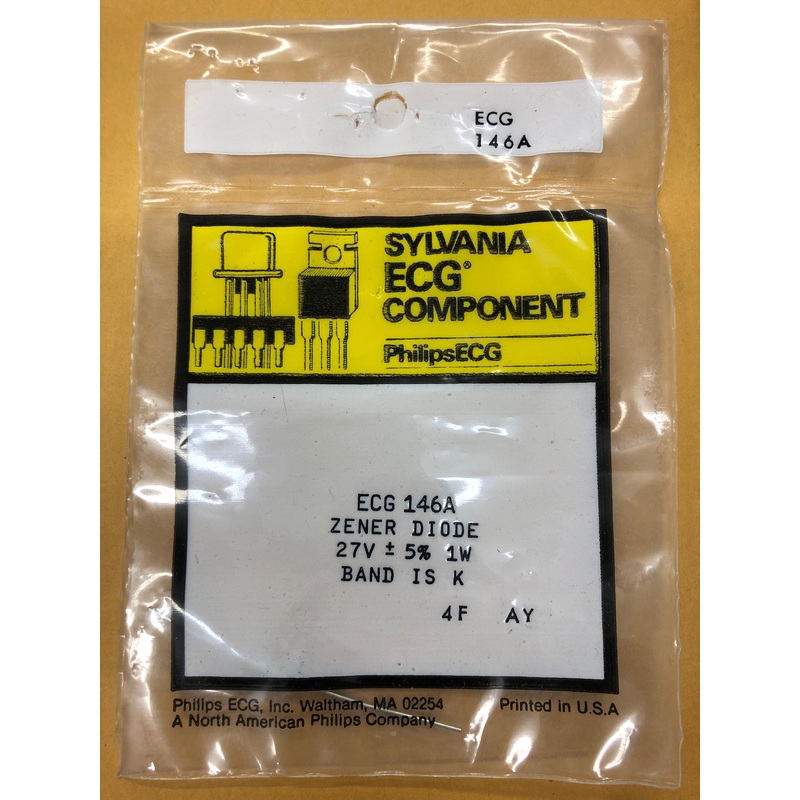 ECG
146A
SYLVANIA
ECG®
COMPONENT
PhilipsECG
ECG 146A
ZENER DIODE
27V ± 5% 1W
BAND IS K
4F AY
Philips ECG, Inc. Waltham, MA 02254
A North American Philips Company
Printed in U.S.A